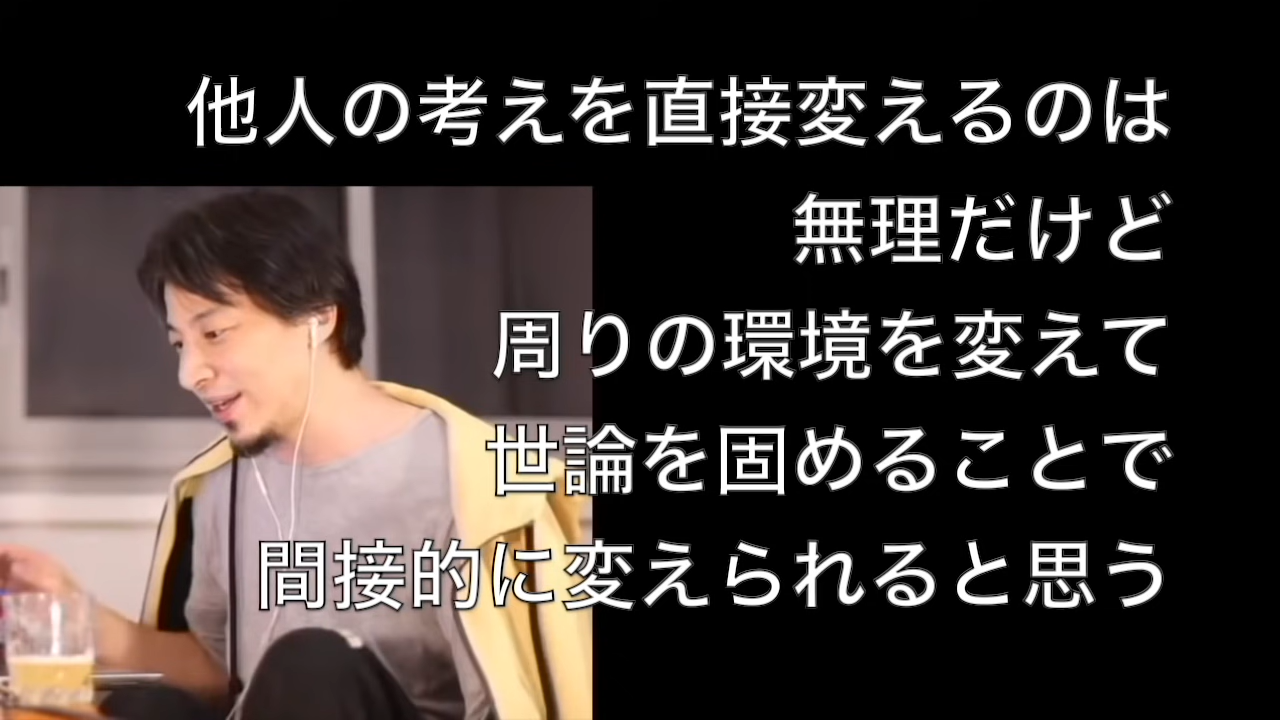 他人の考えを直接変えるのは
無理だけど
周りの環境を変えて
世論を固めることで
間接的に変えられると思う